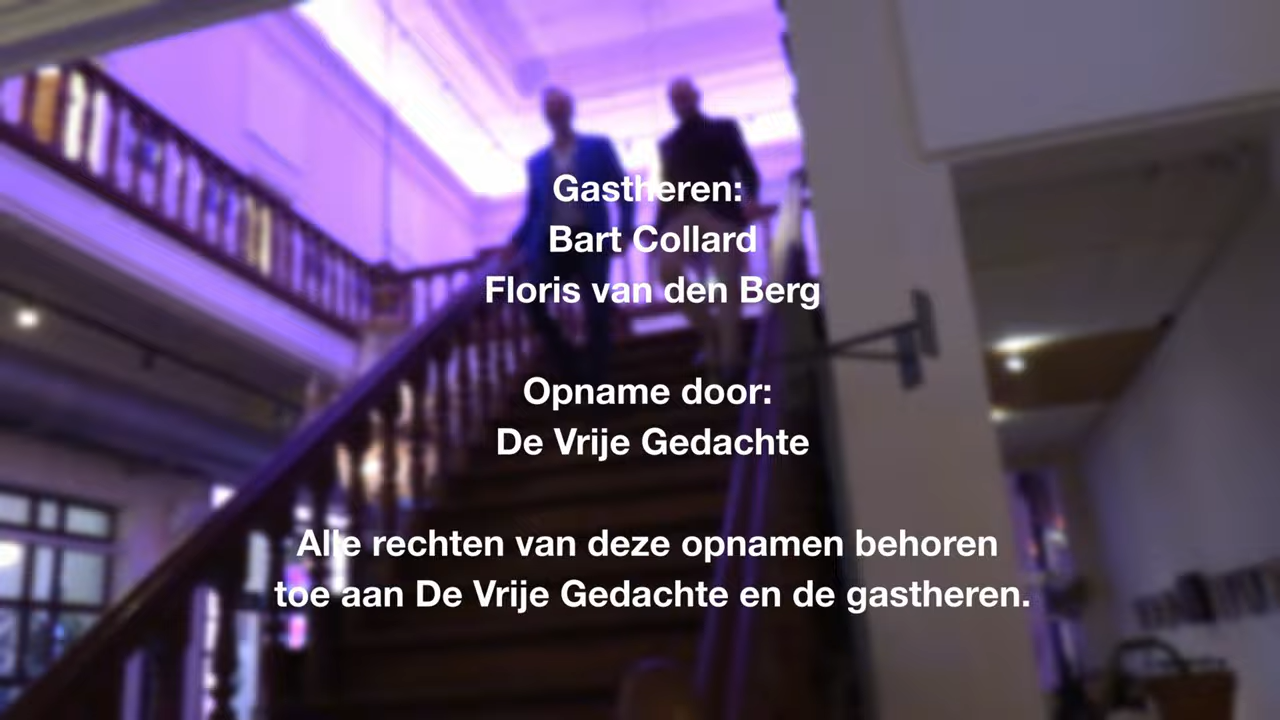 Gastheren:
Bart Collard
Floris van den Berg
Opname door:
De Vrije Gedachte
Alle rechten van deze opnamen behoren
toe aan De Vrije Gedachte en de gastheren.